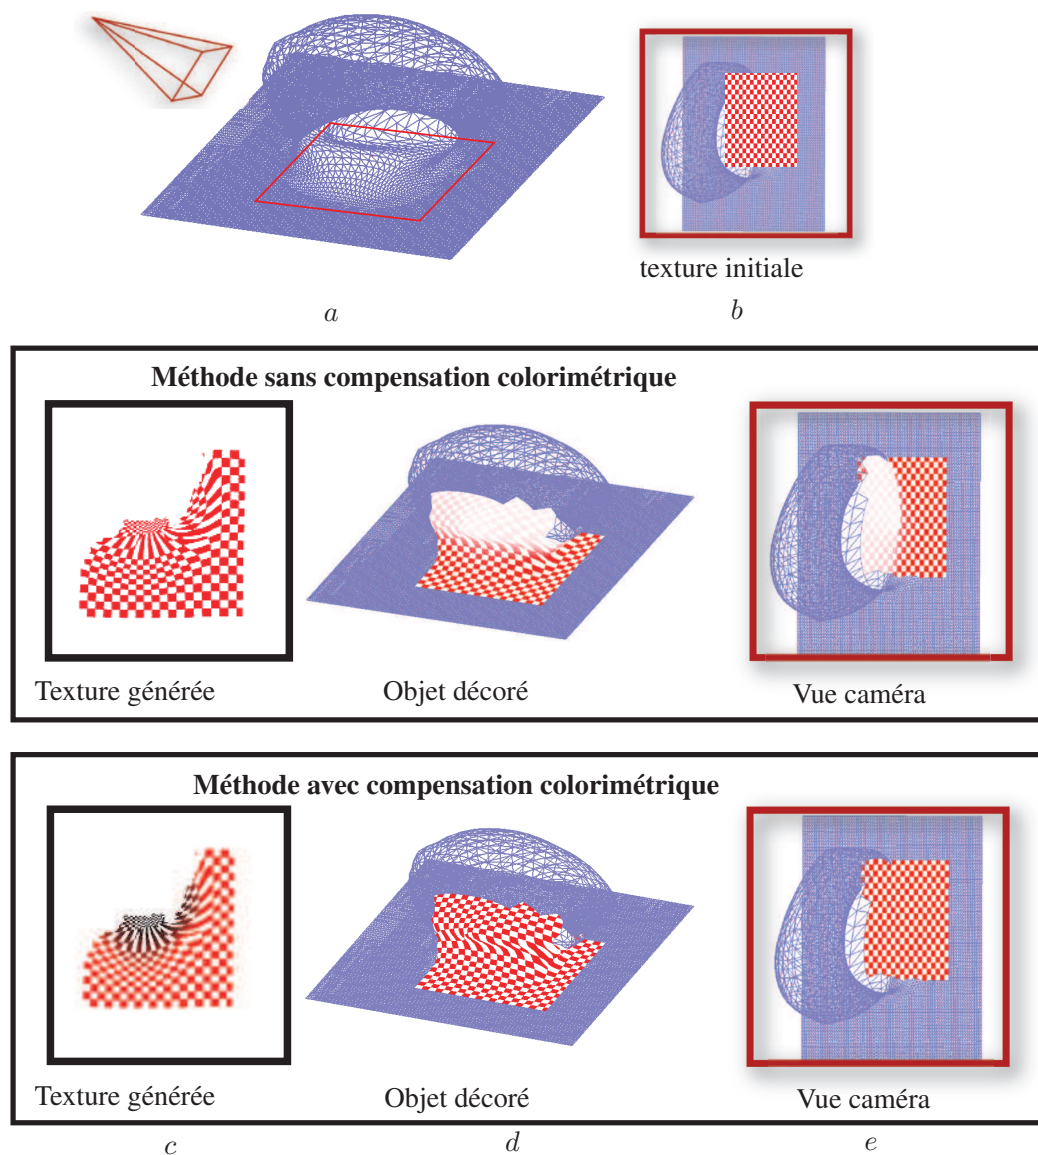 texture initiale
a
b
Méthode sans compensation colorimétrique
Texture générée
Objet décoré
Vue caméra
Méthode avec compensation colorimétrique
Texture générée
Objet décoré
Vue caméra
c
d
e